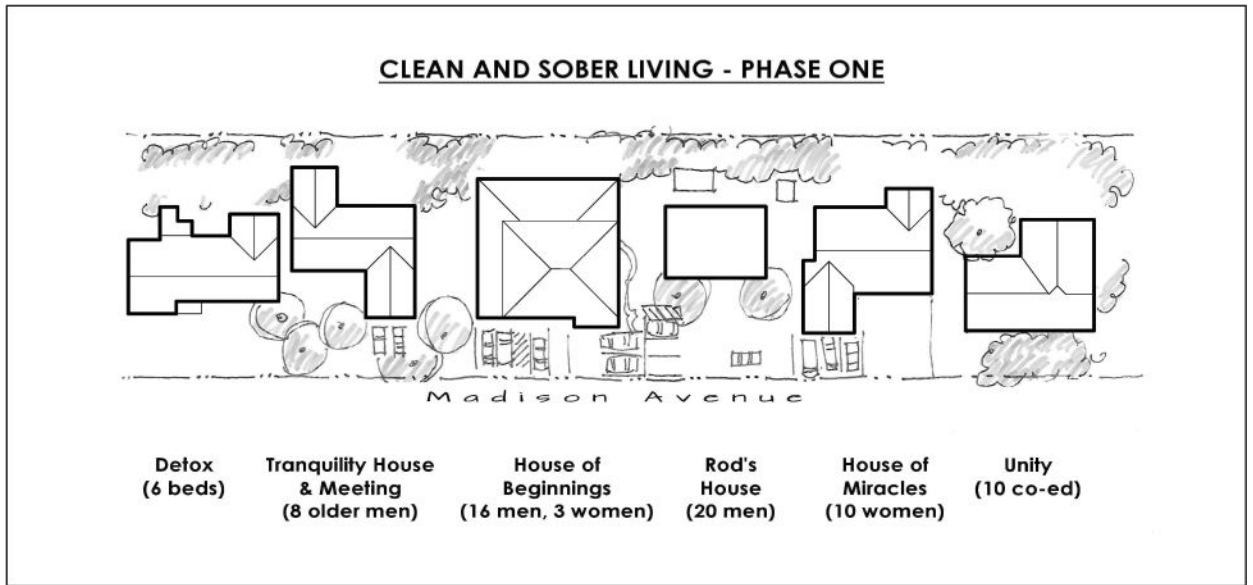 CLEAN AND SOBER LIVING - PHASE ONE
Madison Avenue
Detox
(6 beds)
Tranquility House
& Meeting
(8 older men)
House of
Beginnings
(16 men, 3 women)
Rod's
House
(20 men)
House of
Miracles
(10 women)
Unity
(10 co-ed)